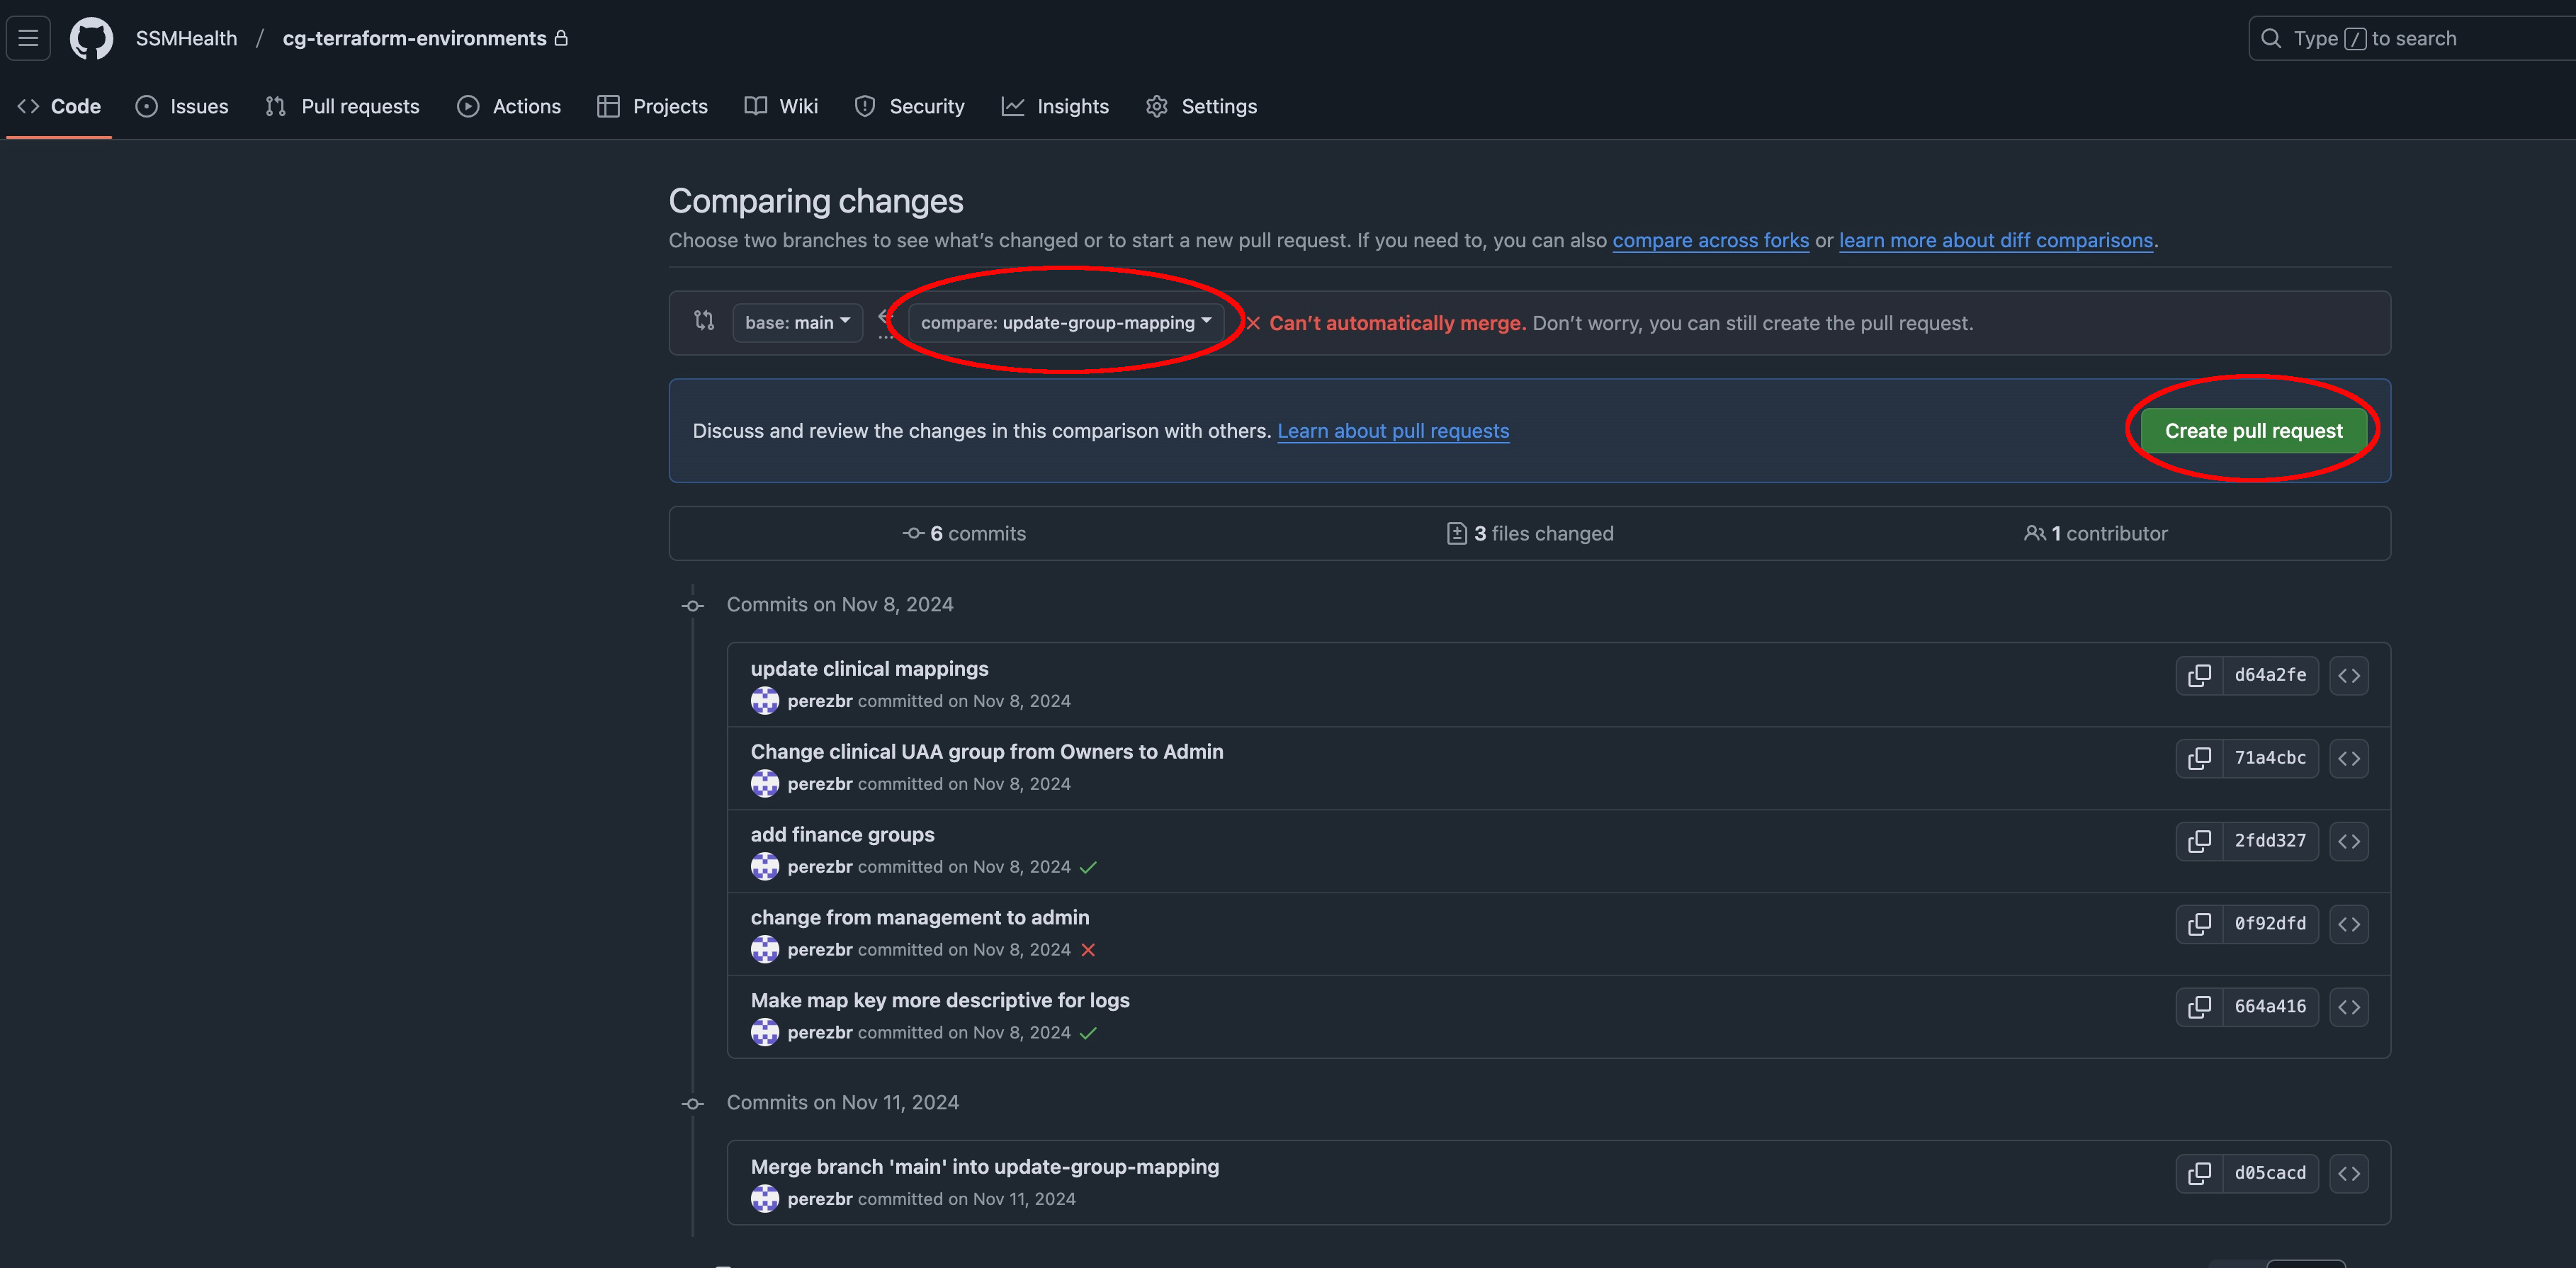 SSMHealth / cg-terraform-environments
Type / to search
Code Issues Pull requests Actions Projects Wiki Security Insights Settings
Comparing changes
Choose two branches to see what's changed or to start a new pull request. If you need to, you can also compare across forks or learn more about diff comparisons.
base: main compare: update-group-mapping Can't automatically merge. Don't worry, you can still create the pull request.
Discuss and review the changes in this comparison with others. Learn about pull requests
Create pull request
6 commits 3 files changed 1 contributor
Commits on Nov 8, 2024
update clinical mappings
perezbr committed on Nov 8, 2024
d64a2fe
Change clinical UAA group from Owners to Admin
perezbr committed on Nov 8, 2024
71a4cbc
add finance groups
perezbr committed on Nov 8, 2024
2fdd327
change from management to admin
perezbr committed on Nov 8, 2024
0f92dfd
Make map key more descriptive for logs
perezbr committed on Nov 8, 2024
664a416
Commits on Nov 11, 2024
Merge branch 'main' into update-group-mapping
perezbr committed on Nov 11, 2024
d05cacd